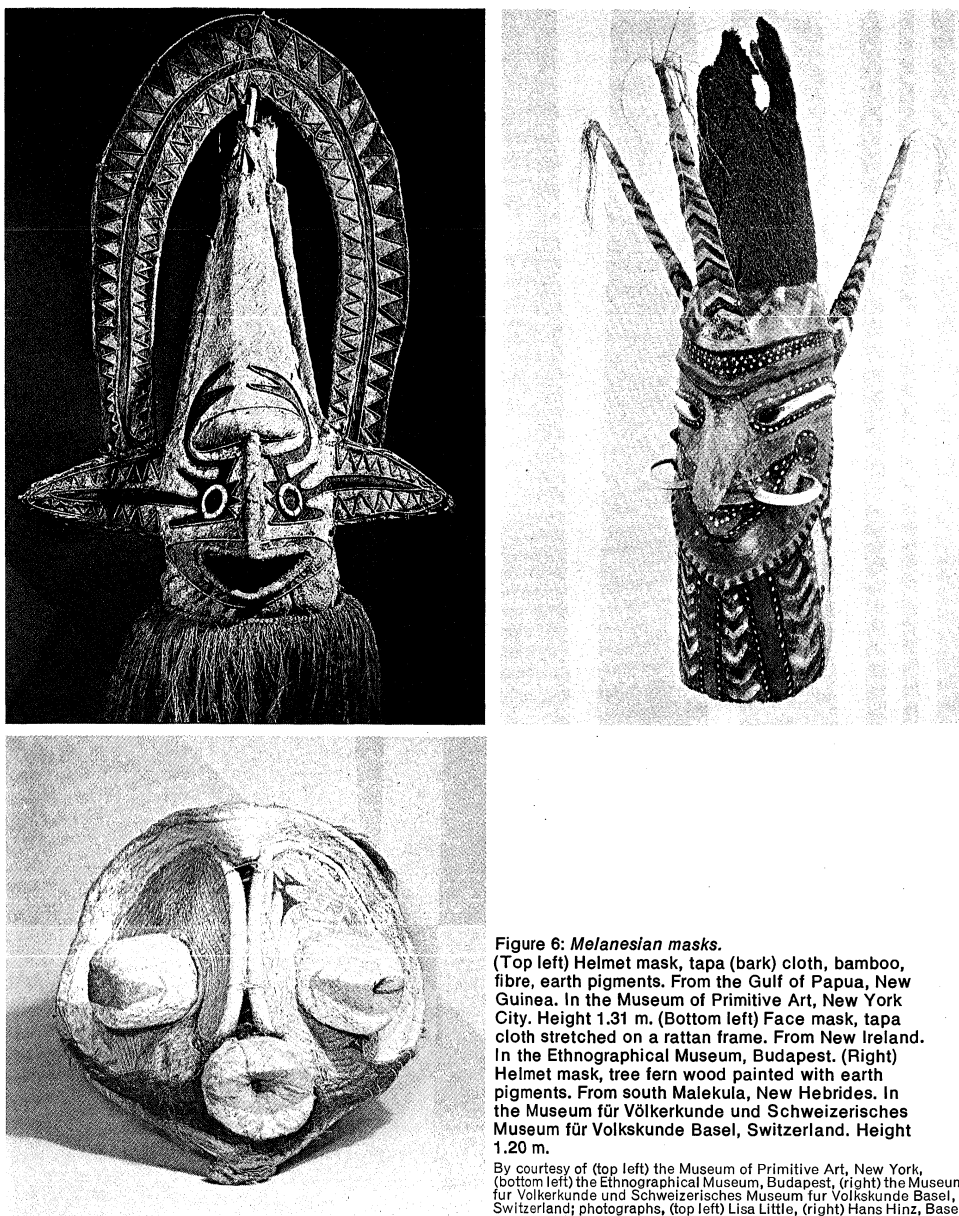 Figure 6: Melanesian masks.
(Top left) Helmet mask, tapa (bark) cloth, bamboo,
fibre, earth pigments. From the Gulf of Papua, New
Guinea. In the Museum of Primitive Art, New York
City. Height 1.31 m. (Bottom left) Face mask, tapa
cloth stretched on a rattan frame. From New Ireland.
In the Ethnographical Museum, Budapest. (Right)
Helmet mask, tree fern wood painted with earth
pigments. From south Malekula, New Hebrides. In
the Museum für Völkerkunde und Schweizerisches
Museum für Volkskunde Basel, Switzerland. Height
1.20 m.
By courtesy of (top left) the Museum of Primitive Art, New York,
(bottom left) the Ethnographical Museum, Budapest, (right) the Museum
fur Volkerkunde und Schweizerisches Museum fur Volkskunde Basel,
Switzerland; photographs, (top left) Lisa Little, (right) Hans Hinz, Base